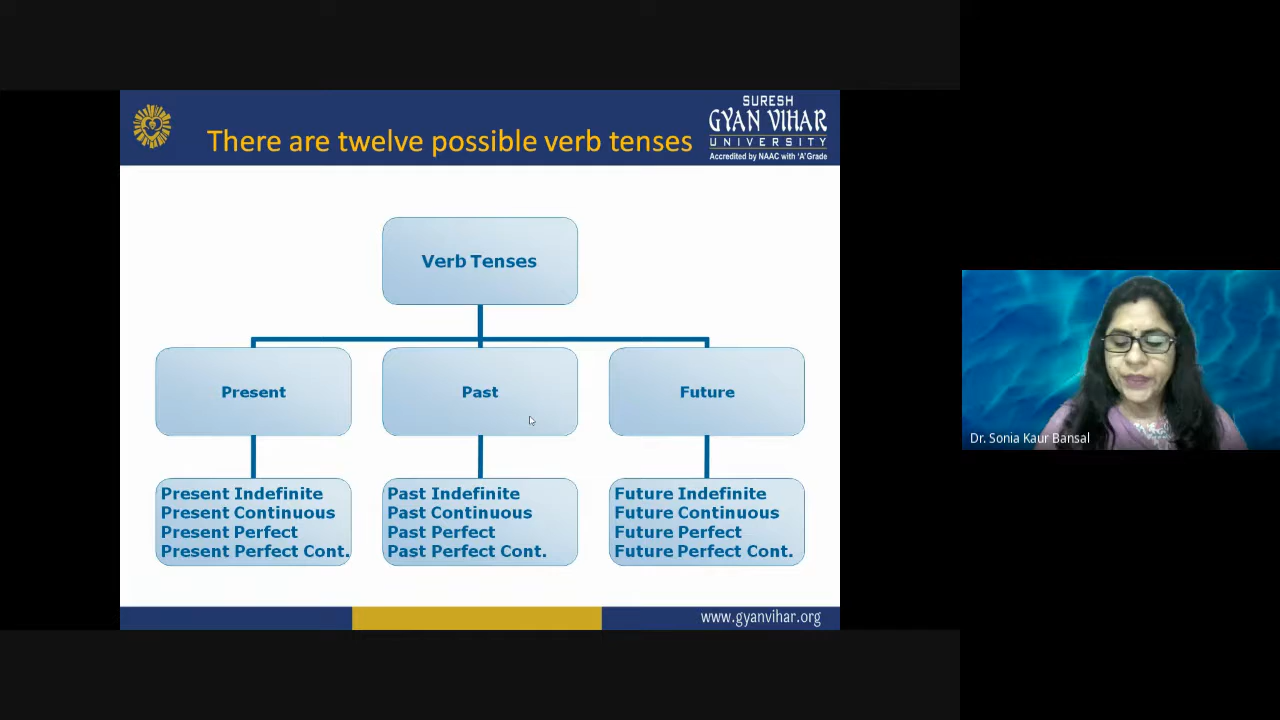 There are twelve possible verb tenses
SURESH
GYAN VIHAR
UNIVERSITY
Accredited by NAAC with 'A' Grade
Verb Tenses
Present
Past
Future
Present Indefinite
Present Continuous
Present Perfect
Present Perfect Cont.
Past Indefinite
Past Continuous
Past Perfect
Past Perfect Cont.
Future Indefinite
Future Continuous
Future Perfect
Future Perfect Cont.
Dr. Sonia Kaur Bansal
www.gyanvihar.org